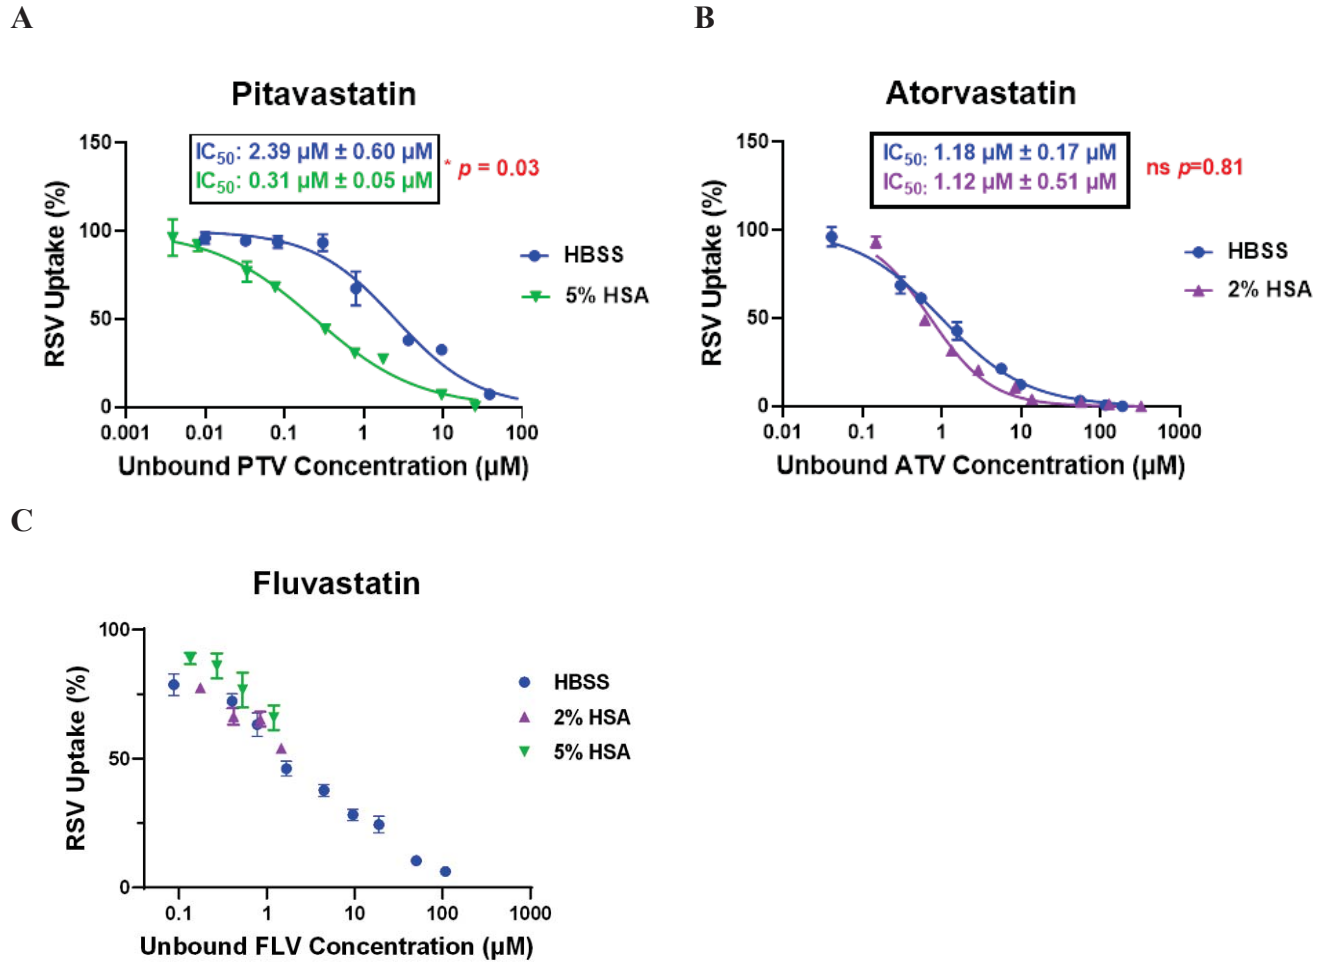 A
Pitavastatin
IC50: 2.39 µM ± 0.60 µM
IC50: 0.31 µM ± 0.05 µM
* p = 0.03
150
100
50
0
RSV Uptake (%)
HBSS
5% HSA
0.001 0.01 0.1 1 10 100
Unbound PTV Concentration (µM)
B
Atorvastatin
IC50: 1.18 µM ± 0.17 µM
IC50: 1.12 µM ± 0.51 µM
ns p=0.81
150
100
50
0
RSV Uptake (%)
HBSS
2% HSA
0.01 0.1 1 10 100 1000
Unbound ATV Concentration (µM)
C
Fluvastatin
100
50
0
RSV Uptake (%)
HBSS
2% HSA
5% HSA
0.1 1 10 100 1000
Unbound FLV Concentration (µM)